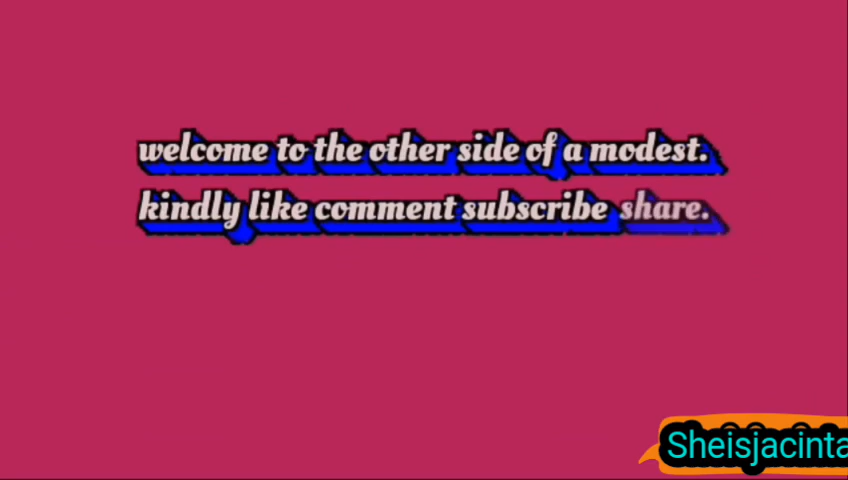 welcome to the other side of a modest.
kindly like comment subscribe share.
Sheisjacinta